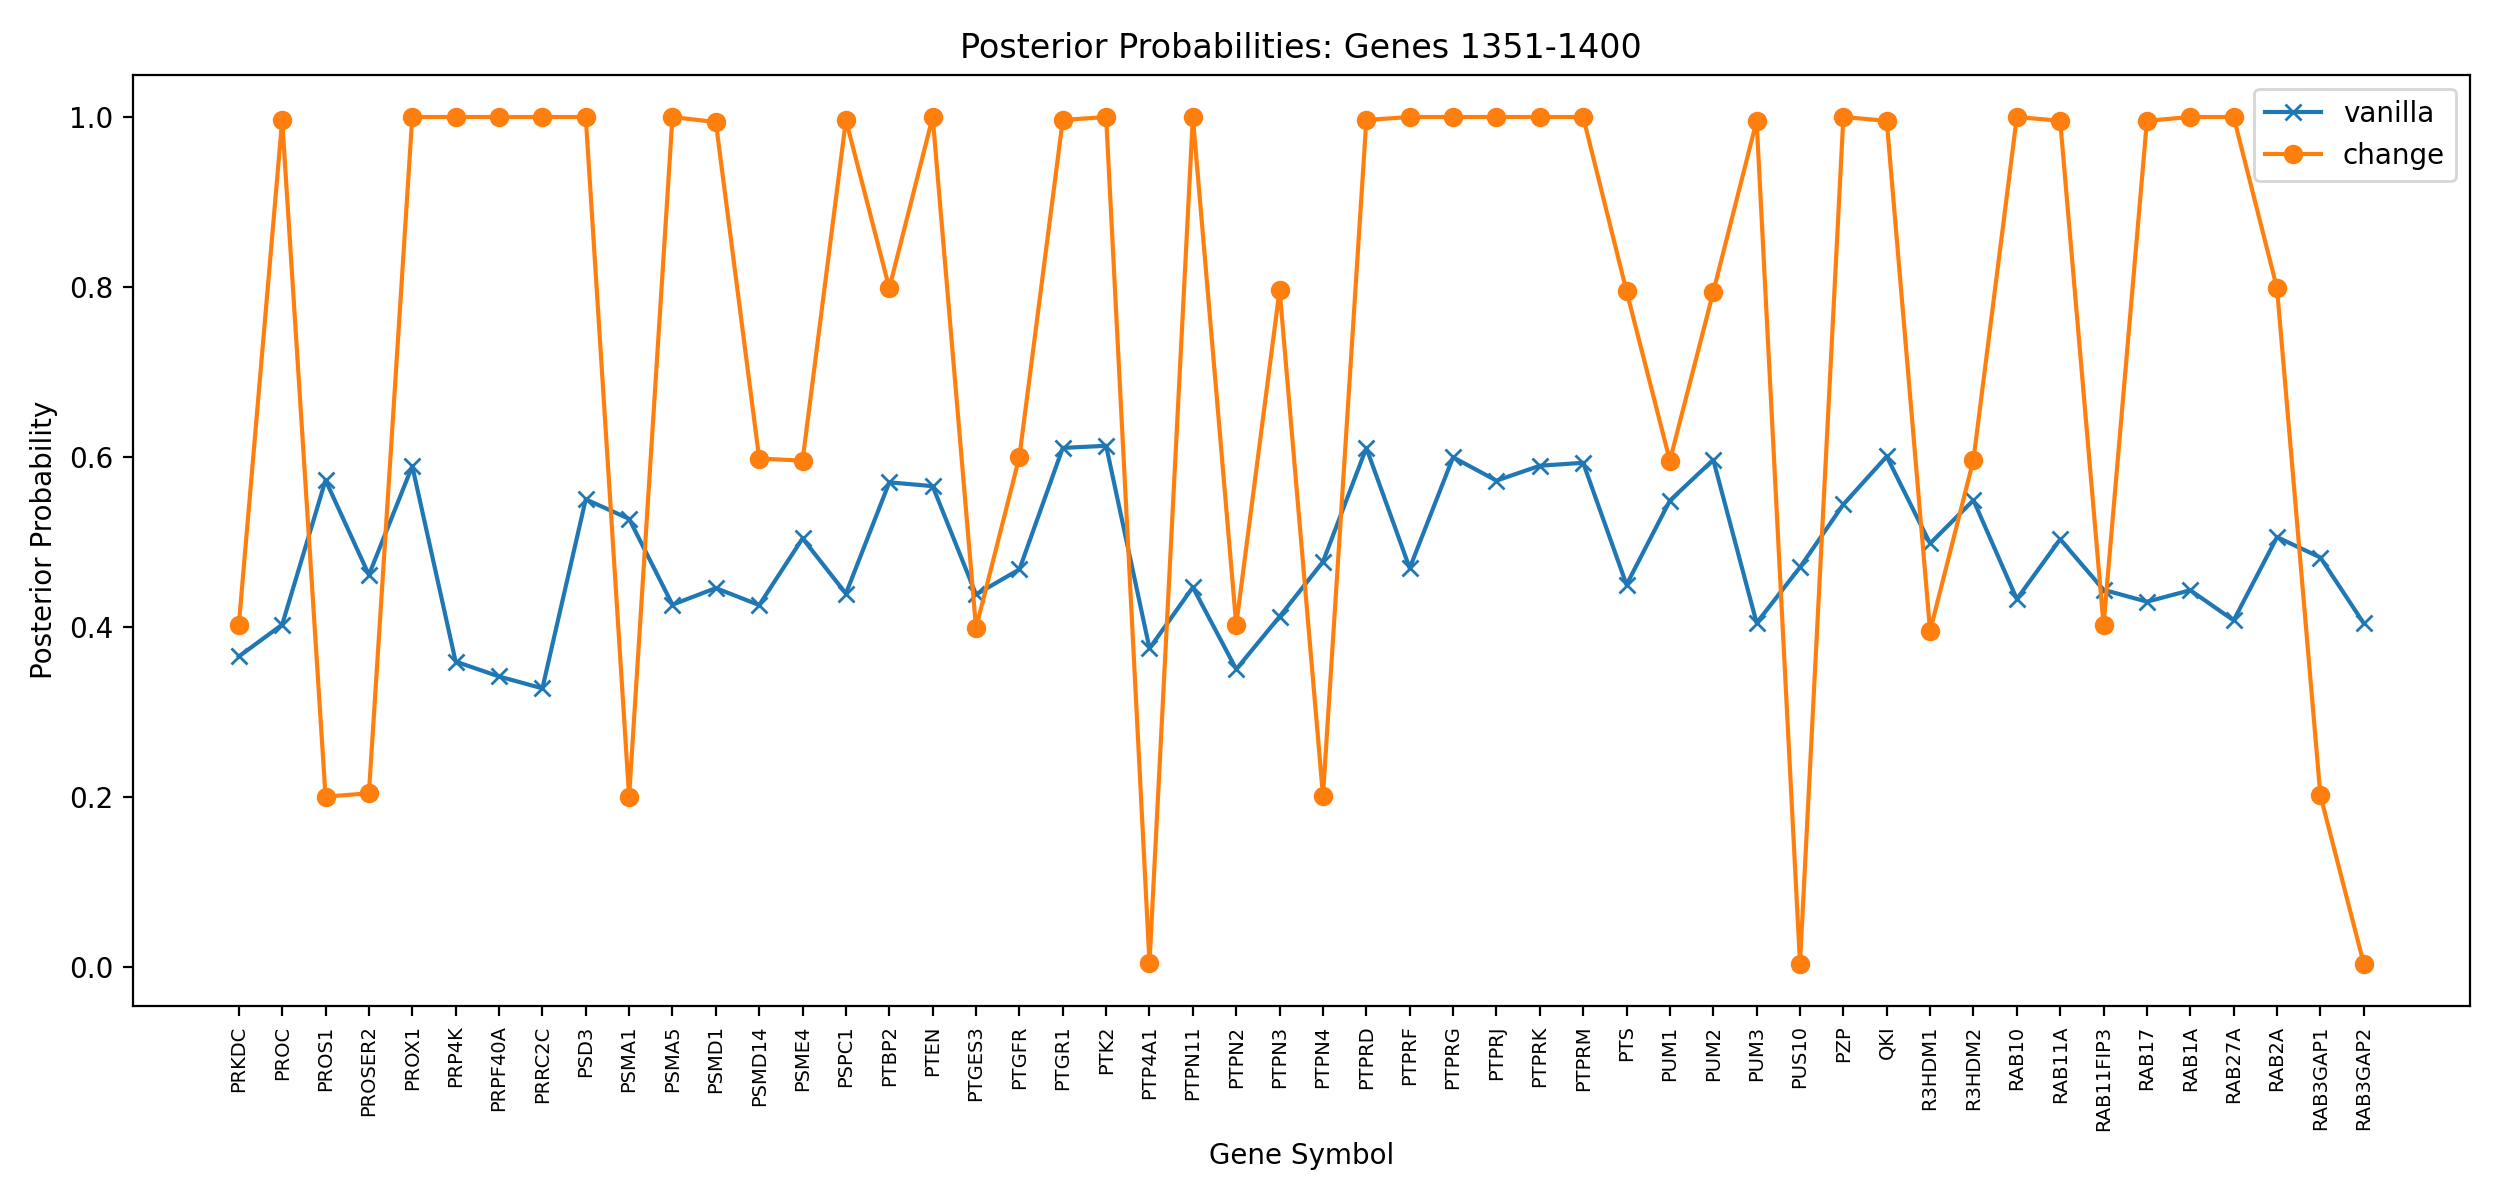 Posterior Probabilities: Genes 1351-1400
vanilla
change
Posterior Probability
1.0
0.8
0.6
0.4
0.2
0.0
PRKDC
PROC
PROS1
PROSER2
PROX1
PRP4K
PRPF40A
PRRC2C
PSD3
PSMA1
PSMA5
PSMD1
PSMD14
PSME4
PSPC1
PTBP2
PTEN
PTGES3
PTGFR
PTGR1
PTK2
PTP4A1
PTPN11
PTPN2
PTPN3
PTPN4
PTPRD
PTPRF
PTPRG
PTPRJ
PTPRK
PTPRM
PTS
PUM1
PUM2
PUM3
PUS10
PZP
QKI
R3HDM1
R3HDM2
RAB10
RAB11A
RAB11FIP3
RAB17
RAB1A
RAB27A
RAB2A
RAB3GAP1
RAB3GAP2
Gene Symbol